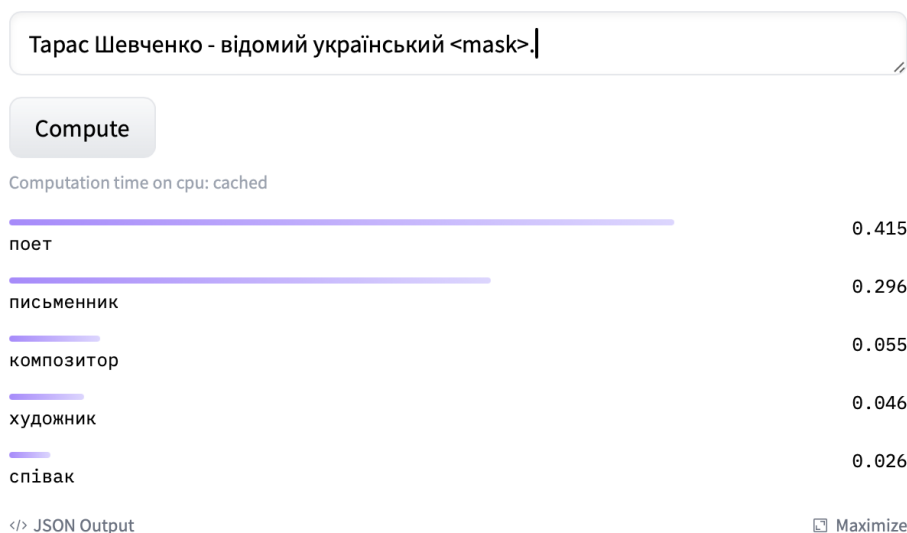 Тарас Шевченко - відомий український <mask>.
Compute
Computation time on cpu: cached
0.415
поет
0.296
письменник
0.055
композитор
0.046
художник
0.026
співак
</> JSON Output
Maximize